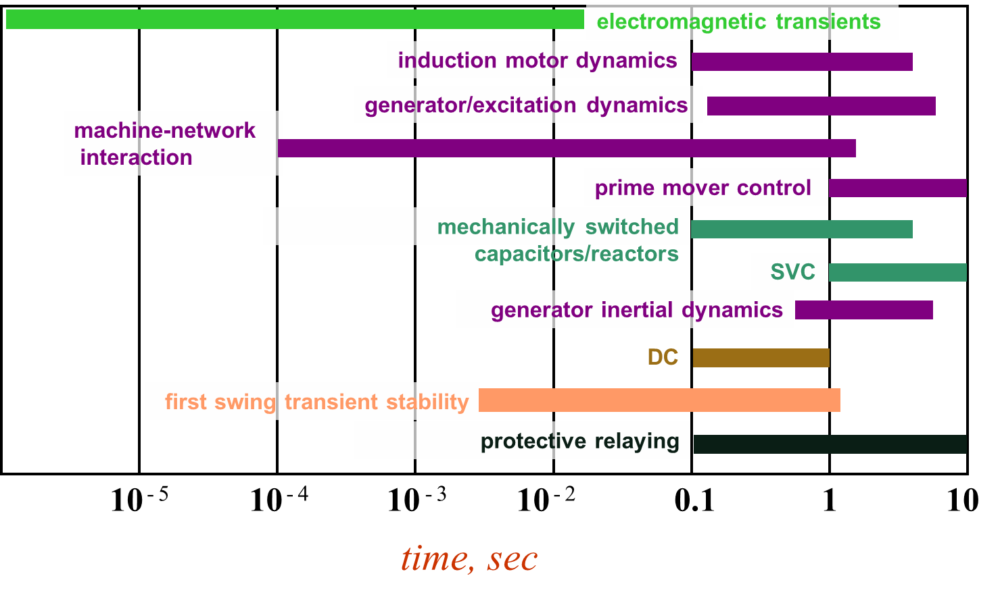 electromagnetic transients
induction motor dynamics
generator/excitation dynamics
machine-network
interaction
prime mover control
mechanically switched
capacitors/reactors
SVC
generator inertial dynamics
DC
first swing transient stability
protective relaying
10⁻⁵ 10⁻⁴ 10⁻³ 10⁻² 0.1 1 10
time, sec